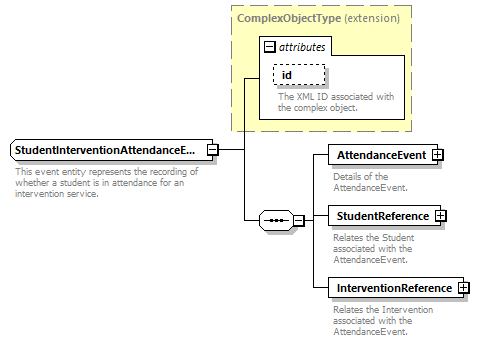 ComplexObjectType (extension)
attributes
id
The XML ID associated with
the complex object.
StudentInterventionAttendanceE...
This event entity represents the recording of
whether a student is in attendance for an
intervention service.
AttendanceEvent
Details of the
AttendanceEvent.
StudentReference
Relates the Student
associated with the
AttendanceEvent.
InterventionReference
Relates the Intervention
associated with the
AttendanceEvent.